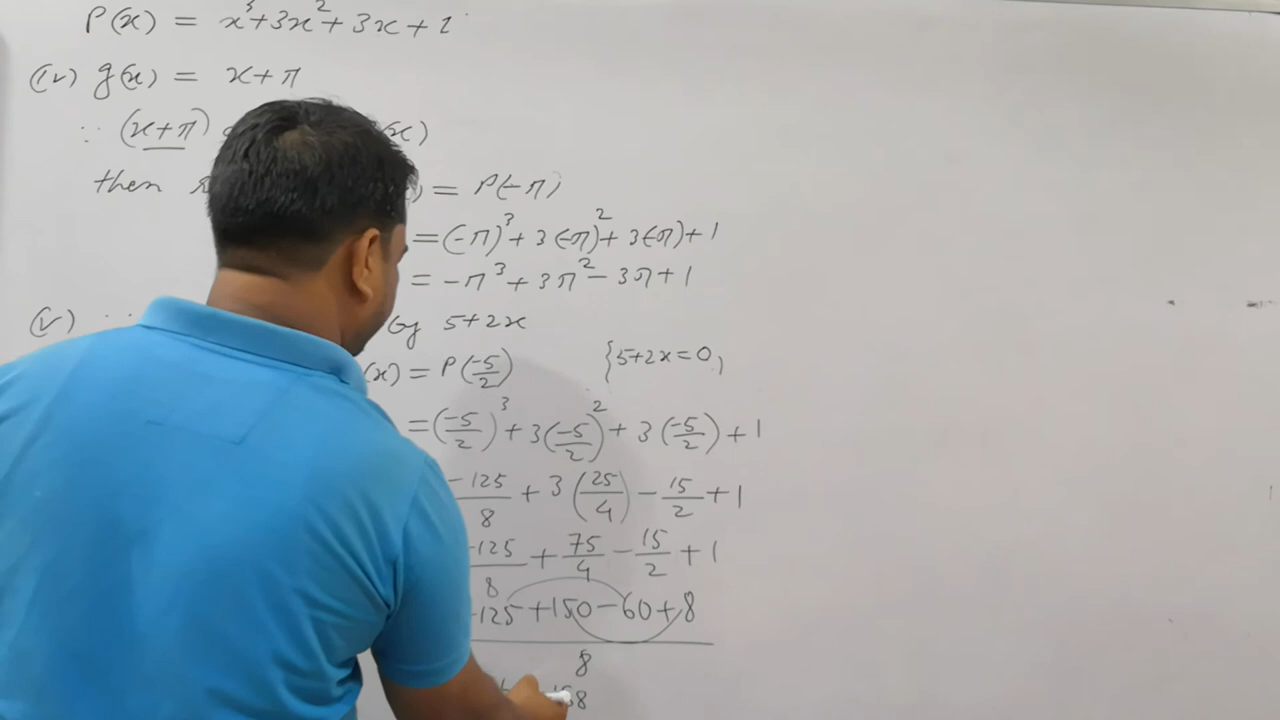 P(x) = x³+3x²+3x+1
(iv) g(x) = x+π
∵ (x+π) (x)
then = P(-π)
=(-π)³+3(-π)²+3(-π)+1
= -π³+3π²-3π+1
(v) by 5+2x
(x) = P(-5/2) {5+2x=0,
=(-5/2)³+3(-5/2)²+3(-5/2)+1
-125/8+3(25/4)-15/2+1
-125/8+75/4-15/2+1
-125+150-60+8
8
158